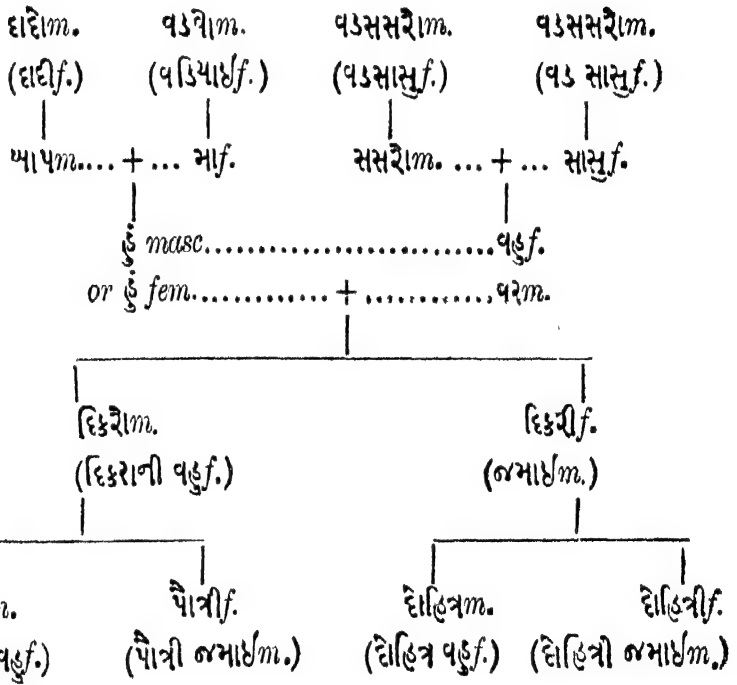 દાદોm. વડવોm. વડસસરોm. વડસસરોm.
(દાદીf.) (વડિયાઈf.) (વડસાસુf.) (વડ સાસુf.)
બાપm.... + ... માf. સસરોm. ... + ... સાસુf.
હું masc..............................વહુf.
or હું fem.............. + .............વરm.
દિકરોm. દિકરીf.
(દિકરાની વહુf.) (જમાઈm.)
પૌત્રીf. દોહિત્રm. દોહિત્રીf.
વહુf.) (પૌત્રી જમાઈm.) (દોહિત્ર વહુf.) (દોહિત્રી જમાઈm.)